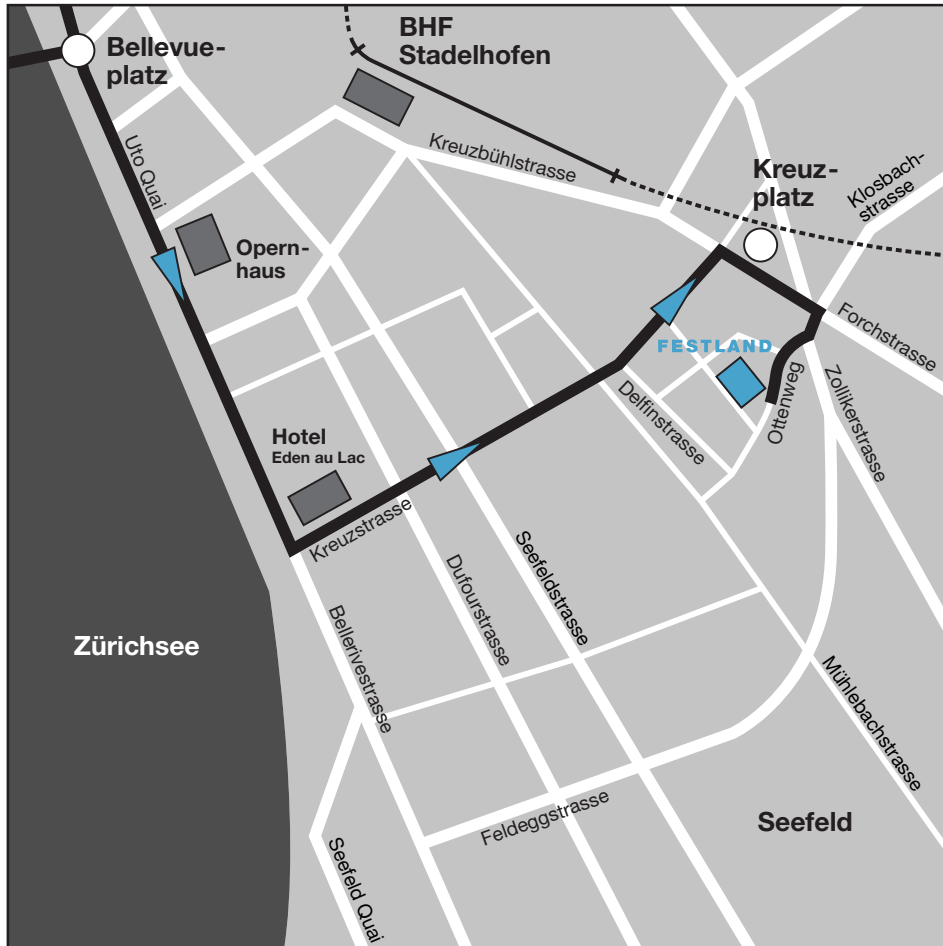 BHF
Stadelhofen
Bellevue-
platz
Kreuzbühlstrasse
Uto Quai
Kreuz-
platz
Klosbach-
strasse
Opern-
haus
Forchstrasse
FESTLAND
Zollikerstrasse
Ottenweg
Delfinstrasse
Hotel
Eden au Lac
Kreuzstrasse
Seefeldstrasse
Dufourstrasse
Bellerivestrasse
Zürichsee
Mühlebachstrasse
Feldeggstrasse
Seefeld
Seefeld Quai